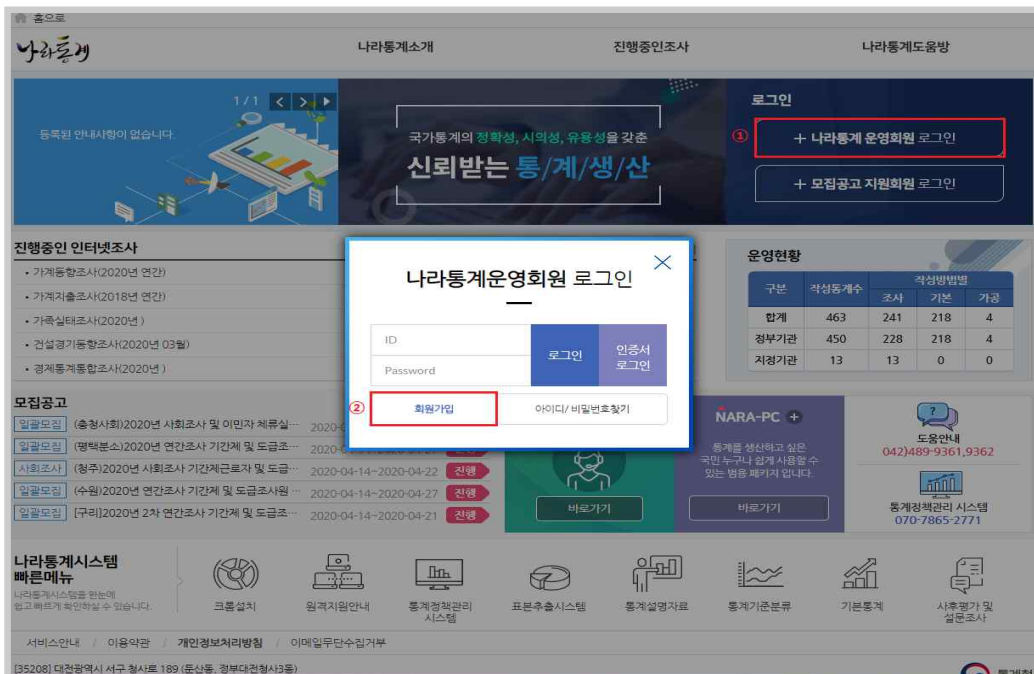 홈으로
나라통계
나라통계소개
진행중인조사
나라통계도움방
1/1
등록된 안내사항이 없습니다.
국가통계의 정확성, 시의성, 유용성을 갖춘
신뢰받는 통/계/생/산
로그인
①
+ 나라통계 운영회원 로그인
+ 모집공고 지원회원 로그인
진행중인 인터넷조사
• 가계동향조사(2020년 연간)
• 가계지출조사(2018년 연간)
• 가족실태조사(2020년 )
• 건설경기동향조사(2020년 03월)
• 경제통계통합조사(2020년 )
나라통계운영회원 로그인
ID
Password
로그인
인증서
로그인
②
회원가입
아이디/ 비밀번호찾기
운영현황
구분 작성통계수 작성방법별
조사 기본 가공
합계 463 241 218 4
정부기관 450 228 218 4
지정기관 13 13 0 0
모집공고
일괄모집 (충청사회)2020년 사회조사 및 이민자 체류실…
일괄모집 (평택분소)2020년 연간조사 기간제 및 도급조…
사회조사 (청주)2020년 사회조사 기간제근로자 및 도급… 2020-04-14~2020-04-22 진행
일괄모집 (수원)2020년 연간조사 기간제 및 도급조사원 … 2020-04-14~2020-04-27 진행
일괄모집 [구리]2020년 2차 연간조사 기간제 및 도급조… 2020-04-14~2020-04-21 진행
바로가기
NARA-PC +
통계를 생산하고 싶은
국민 누구나 쉽게 사용할 수
있는 범용 패키지 입니다.
바로가기
도움안내
042)489-9361,9362
통계정책관리 시스템
070-7865-2771
나라통계시스템
빠른메뉴
나라통계시스템을 한눈에
쉽고 빠르게 확인하실 수 있습니다.
크롬설치
원격지원안내
통계정책관리
시스템
표본추출시스템
통계설명자료
통계기준분류
기본통계
사후평가 및
설문조사
서비스안내 / 이용약관 / 개인정보처리방침 / 이메일무단수집거부
[35208] 대전광역시 서구 청사로 189 (둔산동, 정부대전청사3동)